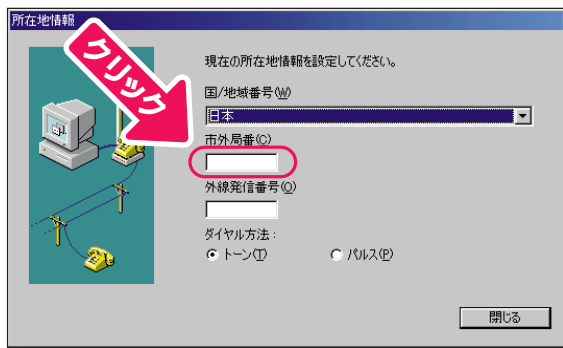 所在地情報
クリック
現在の所在地情報を設定してください。
国/地域番号(W)
日本
市外局番(C)
外線発信番号(O)
ダイヤル方法:
トーン(T) パルス(P)
閉じる